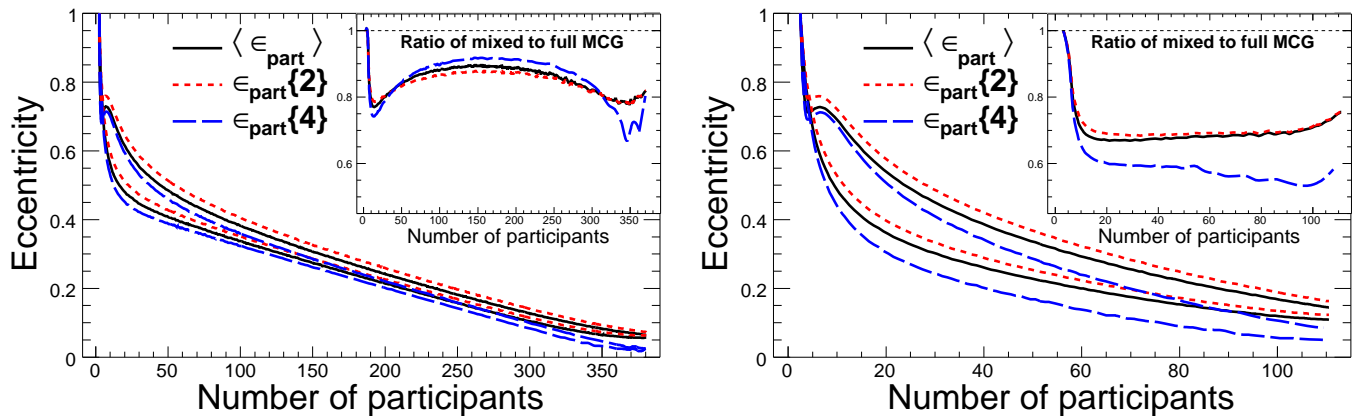 Eccentricity
1
0.8
0.6
0.4
0.2
0
⟨ ∈part ⟩
∈part{2}
∈part{4}
Ratio of mixed to full MCG
1
0.8
0.6
0 50 100 150 200 250 300 350
Number of participants
0 50 100 150 200 250 300 350
Number of participants
Eccentricity
1
0.8
0.6
0.4
0.2
0
⟨ ∈part ⟩
∈part{2}
∈part{4}
Ratio of mixed to full MCG
1
0.8
0.6
0 20 40 60 80 100
Number of participants
0 20 40 60 80 100
Number of participants